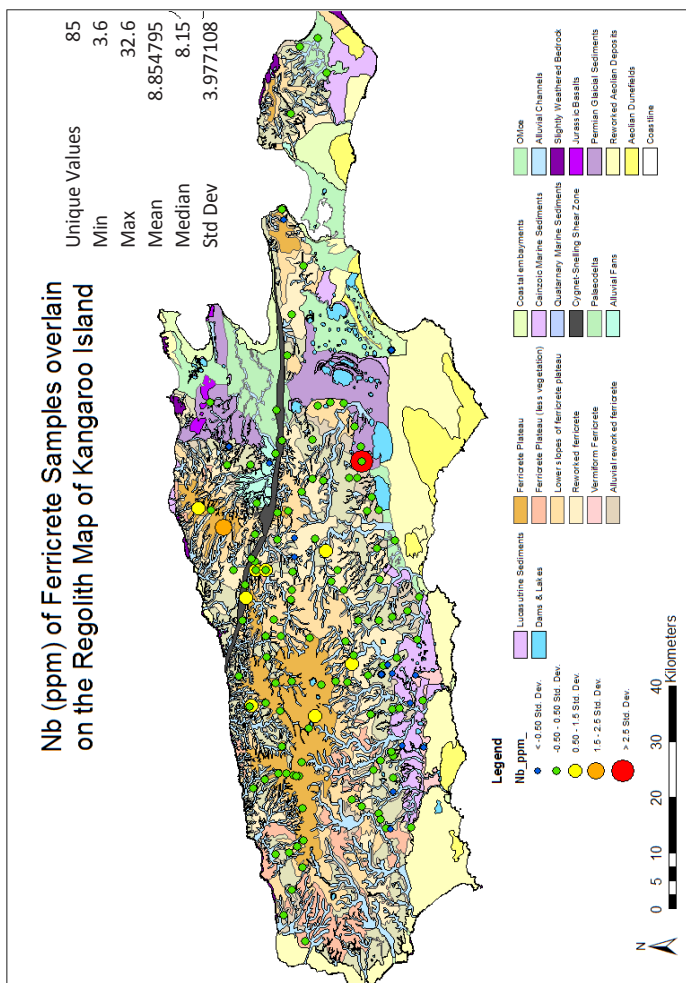 Nb (ppm) of Ferricrete Samples overlain
on the Regolith Map of Kangaroo Island
Unique Values 85
Min 3.6
Max 32.6
Mean 8.854795
Median 8.15
Std Dev 3.977108
Legend
Nb_ppm_
< -0.50 Std. Dev.
-0.50 - 0.50 Std. Dev.
0.50 - 1.5 Std. Dev.
1.5 - 2.5 Std. Dev.
> 2.5 Std. Dev.
Lucasutrine Sediments
Dams & Lakes
Ferricrete Plateau
Ferricrete Plateau (less vegetation)
Lower slopes of ferricrete plateau
Reworked ferricrete
Vermiform Ferricrete
Alluvial reworked ferricrete
Coastal embayments
Cainzoic Marine Sediments
Quatarnary Marine Sediments
Cygnet-Snelling Shear Zone
Palaeodelta
Alluvial Fans
OMce
Alluvial Channels
Slightly Weathered Bedrock
Jurassic Basalts
Permian Glacial Sediments
Reworked Aeolian Deposits
Aeolian Dunefields
Coastline
N
0 5 10 20 30 40
Kilometers